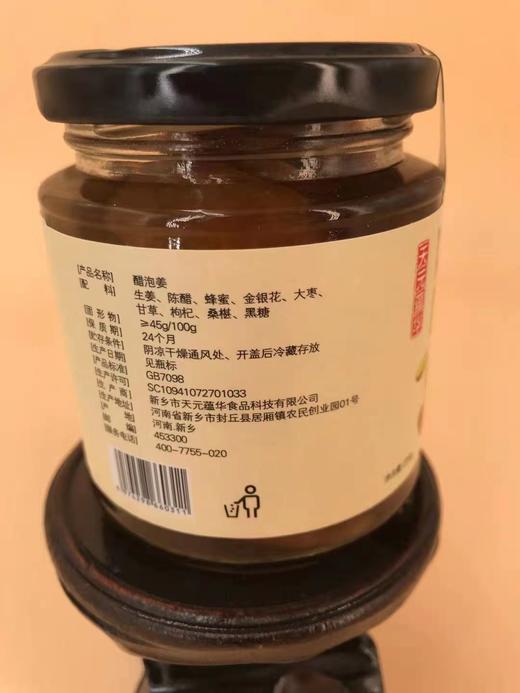 [产品名称] 醋泡姜
[配 料] 生姜、陈醋、蜂蜜、金银花、大枣、
甘草、枸杞、桑椹、黑糖
[固 形 物] ≥45g/100g
[保 质 期] 24个月
[贮存条件] 阴凉干燥通风处、开盖后冷藏存放
[生产日期] 见瓶标
[产品标准] GB7098
[生产许可] SC10941072701033
[生 产 商] 新乡市天元蕴华食品科技有限公司
[生产地址] 河南省新乡市封丘县居厢镇农民创业园01号
[产 地] 河南.新乡
[邮 编] 453300
[服务电话] 400-7755-020